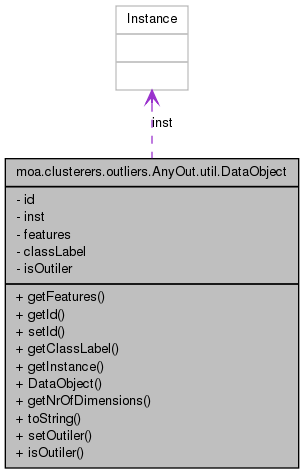 Instance
inst
moa.clusterers.outliers.AnyOut.util.DataObject
- id
- inst
- features
- classLabel
- isOutiler
+ getFeatures()
+ getId()
+ setId()
+ getClassLabel()
+ getInstance()
+ DataObject()
+ getNrOfDimensions()
+ toString()
+ setOutiler()
+ isOutiler()